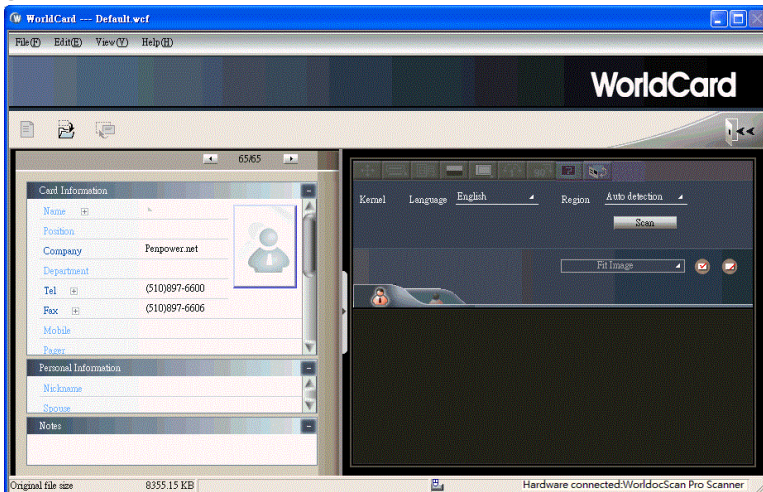 WorldCard --- Default.wcf
File(F) Edit(E) View(V) Help(H)
WorldCard
65/65
Card Information
Name
Position
Company Penpower.net
Department
Tel (510)897-6600
Fax (510)897-6606
Mobile
Pager
Personal Information
Nickname
Spouse
Notes
Kernel Language English Region Auto detection
Scan
Fit Image
Original file size 8355.15 KB Hardware connected:WorldocScan Pro Scanner